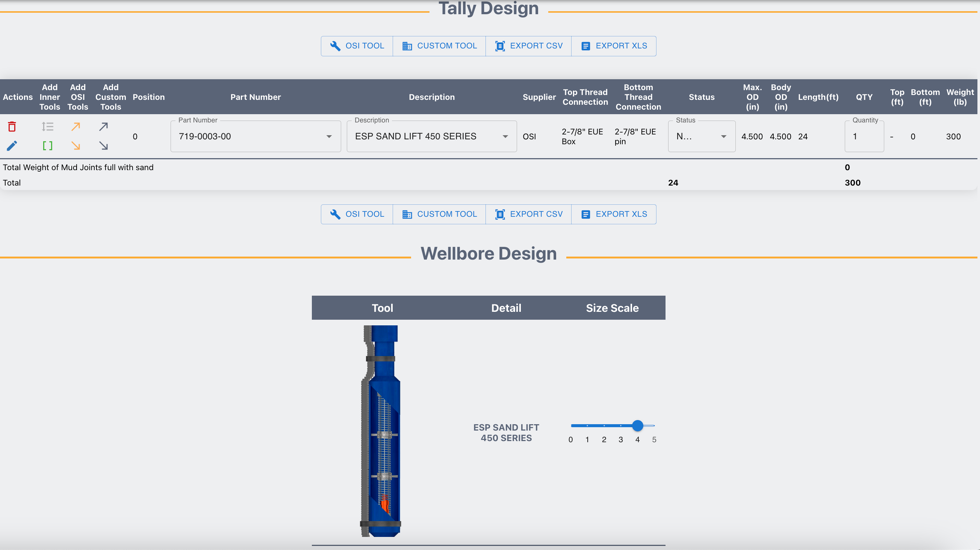 Tally Design
OSI TOOL CUSTOM TOOL EXPORT CSV EXPORT XLS
Actions Add Inner Tools Add OSI Tools Add Custom Tools Position Part Number Description Supplier Top Thread Connection Bottom Thread Connection Status Max. OD (in) Body OD (in) Length(ft) QTY Top (ft) Bottom (ft) Weight (lb)
Part Number Description Status Quantity
0 719-0003-00 ESP SAND LIFT 450 SERIES OSI 2-7/8" EUE Box 2-7/8" EUE pin N... 4.500 4.500 24 1 - 0 300
Total Weight of Mud Joints full with sand 0
Total 24 300
OSI TOOL CUSTOM TOOL EXPORT CSV EXPORT XLS
Wellbore Design
Tool Detail Size Scale
ESP SAND LIFT
450 SERIES
0 1 2 3 4 5